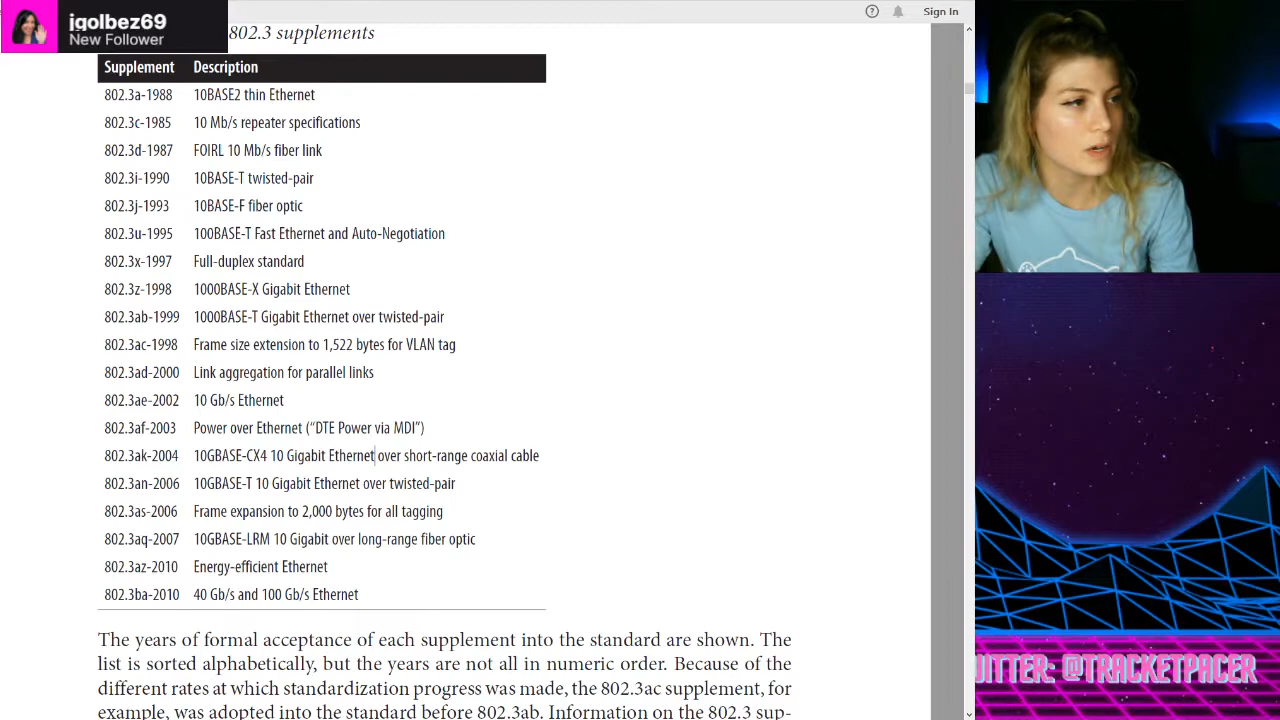 jgolbez69
New Follower
Sign In
802.3 supplements
Supplement Description
802.3a-1988 10BASE2 thin Ethernet
802.3c-1985 10 Mb/s repeater specifications
802.3d-1987 FOIRL 10 Mb/s fiber link
802.3i-1990 10BASE-T twisted-pair
802.3j-1993 10BASE-F fiber optic
802.3u-1995 100BASE-T Fast Ethernet and Auto-Negotiation
802.3x-1997 Full-duplex standard
802.3z-1998 1000BASE-X Gigabit Ethernet
802.3ab-1999 1000BASE-T Gigabit Ethernet over twisted-pair
802.3ac-1998 Frame size extension to 1,522 bytes for VLAN tag
802.3ad-2000 Link aggregation for parallel links
802.3ae-2002 10 Gb/s Ethernet
802.3af-2003 Power over Ethernet (“DTE Power via MDI”)
802.3ak-2004 10GBASE-CX4 10 Gigabit Ethernet over short-range coaxial cable
802.3an-2006 10GBASE-T 10 Gigabit Ethernet over twisted-pair
802.3as-2006 Frame expansion to 2,000 bytes for all tagging
802.3aq-2007 10GBASE-LRM 10 Gigabit over long-range fiber optic
802.3az-2010 Energy-efficient Ethernet
802.3ba-2010 40 Gb/s and 100 Gb/s Ethernet
The years of formal acceptance of each supplement into the standard are shown. The
list is sorted alphabetically, but the years are not all in numeric order. Because of the
different rates at which standardization progress was made, the 802.3ac supplement, for
example, was adopted into the standard before 802.3ab. Information on the 802.3 sup-
WITTER: @TRACKETPACER